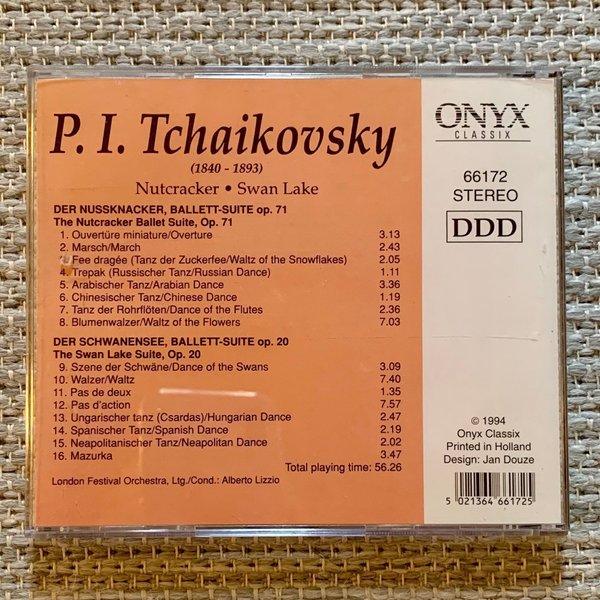 P. I. Tchaikovsky
(1840 - 1893)
Nutcracker • Swan Lake
DER NUSSKNACKER, BALLETT-SUITE op. 71
The Nutcracker Ballet Suite, Op. 71
1. Ouvertüre miniature/Overture 3.13
2. Marsch/March 2.43
Fee dragée (Tanz der Zuckerfee/Waltz of the Snowflakes) 2.05
4. Trepak (Russischer Tanz/Russian Dance) 1.11
5. Arabischer Tanz/Arabian Dance 3.36
6. Chinesischer Tanz/Chinese Dance 1.19
7. Tanz der Rohrflöten/Dance of the Flutes 2.36
8. Blumenwalzer/Waltz of the Flowers 7.03
DER SCHWANENSEE, BALLETT-SUITE op. 20
The Swan Lake Suite, Op. 20
9. Szene der Schwäne/Dance of the Swans 3.09
10. Walzer/Waltz 7.40
11. Pas de deux 1.35
12. Pas d'action 7.57
13. Ungarischer tanz (Csardas)/Hungarian Dance 2.47
14. Spanischer Tanz/Spanish Dance 2.19
15. Neapolitanischer Tanz/Neapolitan Dance 2.02
16. Mazurka 3.47
Total playing time: 56.26
London Festival Orchestra, Ltg./Cond.: Alberto Lizzio
ONYX
CLASSIX
66172
STEREO
DDD
© 1994
Onyx Classix
Printed in Holland
Design: Jan Douze
5 021364 661725